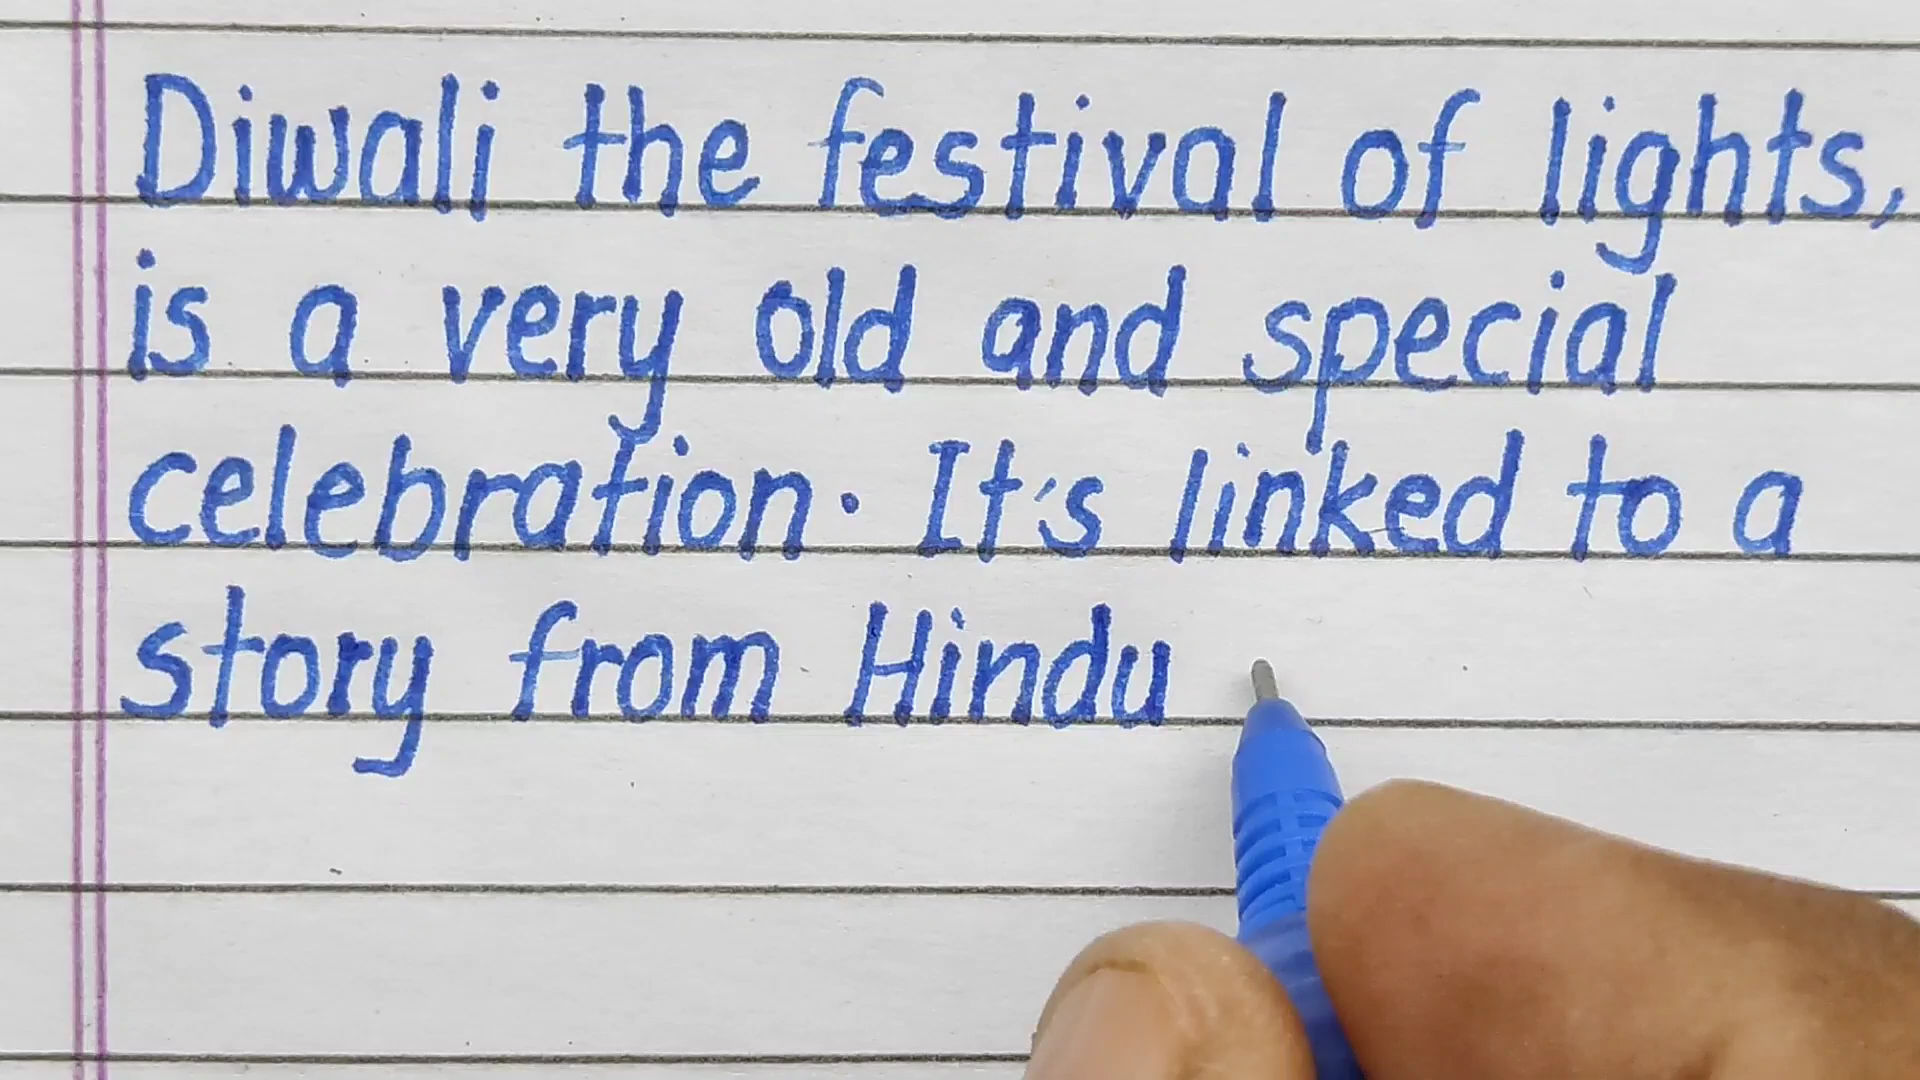 Diwali the festival of lights,
is a very old and special
celebration. It's linked to a
story from Hindu